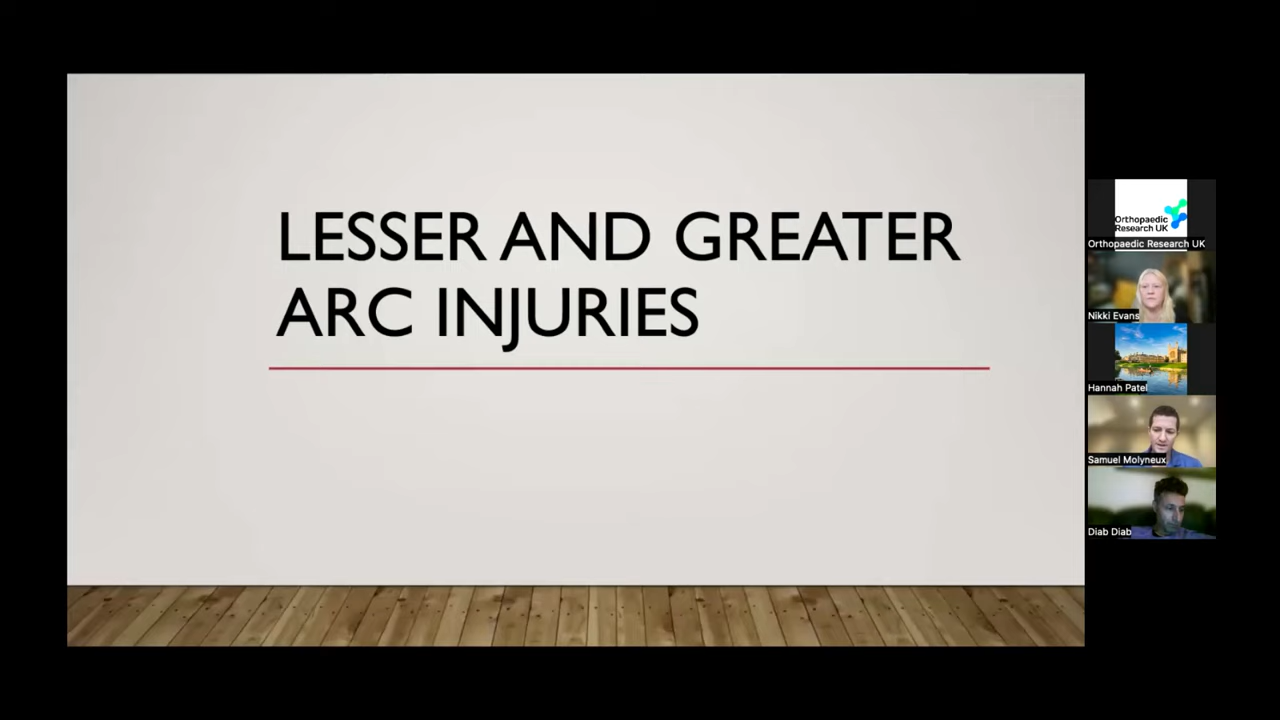 LESSER AND GREATER
ARC INJURIES
Orthopaedic
Research UK
Orthopaedic Research UK
Nikki Evans
Hannah Patel
Samuel Molyneux
Diab Diab